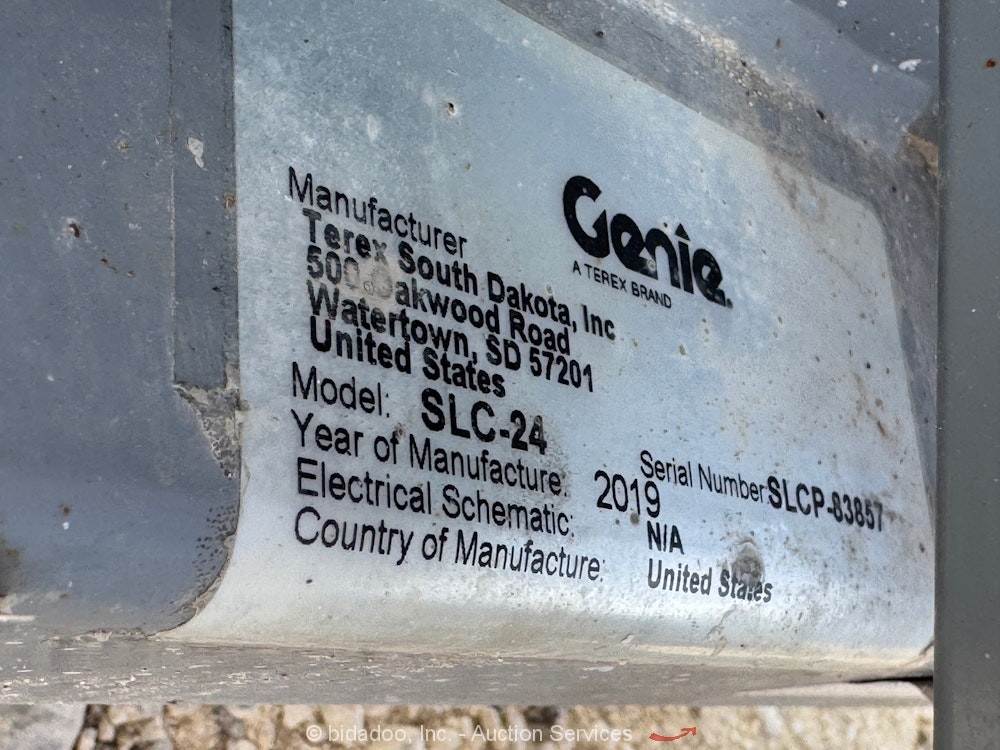 Genie
A TEREX BRAND
Manufacturer
Terex South Dakota, Inc
500 Oakwood Road
Watertown, SD 57201
United States
Model: SLC-24
Serial Number SLCP-83857
Year of Manufacture: 2019
Electrical Schematic: N/A
Country of Manufacture: United States
© bidadoo, Inc. - Auction Services